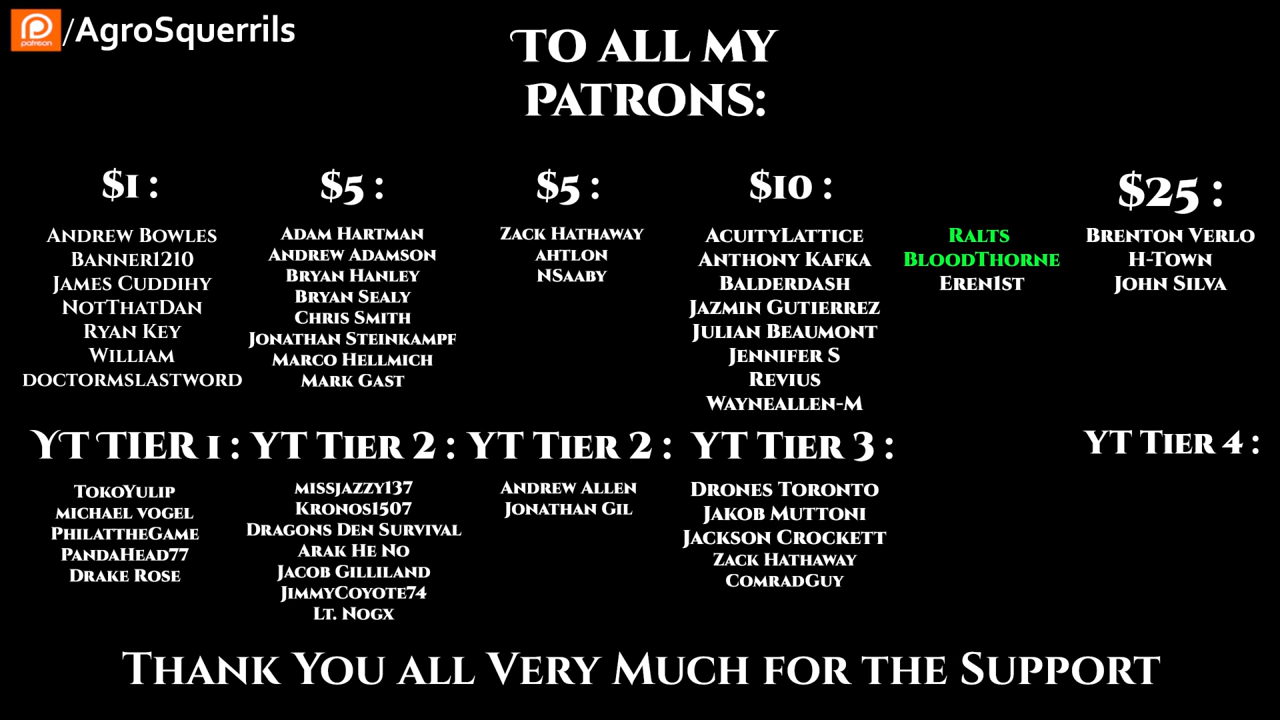 patreon
/AgroSquerrils
To all my
Patrons:
$1 :
Andrew Bowles
Banner1210
James Cuddihy
NotThatDan
Ryan Key
William
doctormslastword
$5 :
Adam Hartman
Andrew Adamson
Bryan Hanley
Bryan Sealy
Chris Smith
Jonathan Steinkampf
Marco Hellmich
Mark Gast
$5 :
Zack Hathaway
ahtlon
NSaaby
$10 :
AcuityLattice
Anthony Kafka
Balderdash
Jazmin Gutierrez
Julian Beaumont
Jennifer S
Revius
Wayneallen-M
Ralts
BloodThorne
Eren1st
$25 :
Brenton Verlo
H-Town
John Silva
YT Tier 1 :
TokoYulip
michael vogel
PhilattheGame
PandaHead77
Drake Rose
YT Tier 2 :
missjazzy137
Kronos1507
Dragons Den Survival
Arak He No
Jacob Gilliland
JimmyCoyote74
Lt. Nogx
YT Tier 2 :
Andrew Allen
Jonathan Gil
YT Tier 3 :
Drones Toronto
Jakob Muttoni
Jackson Crockett
Zack Hathaway
ComradGuy
YT Tier 4 :
Thank You all Very Much for the Support